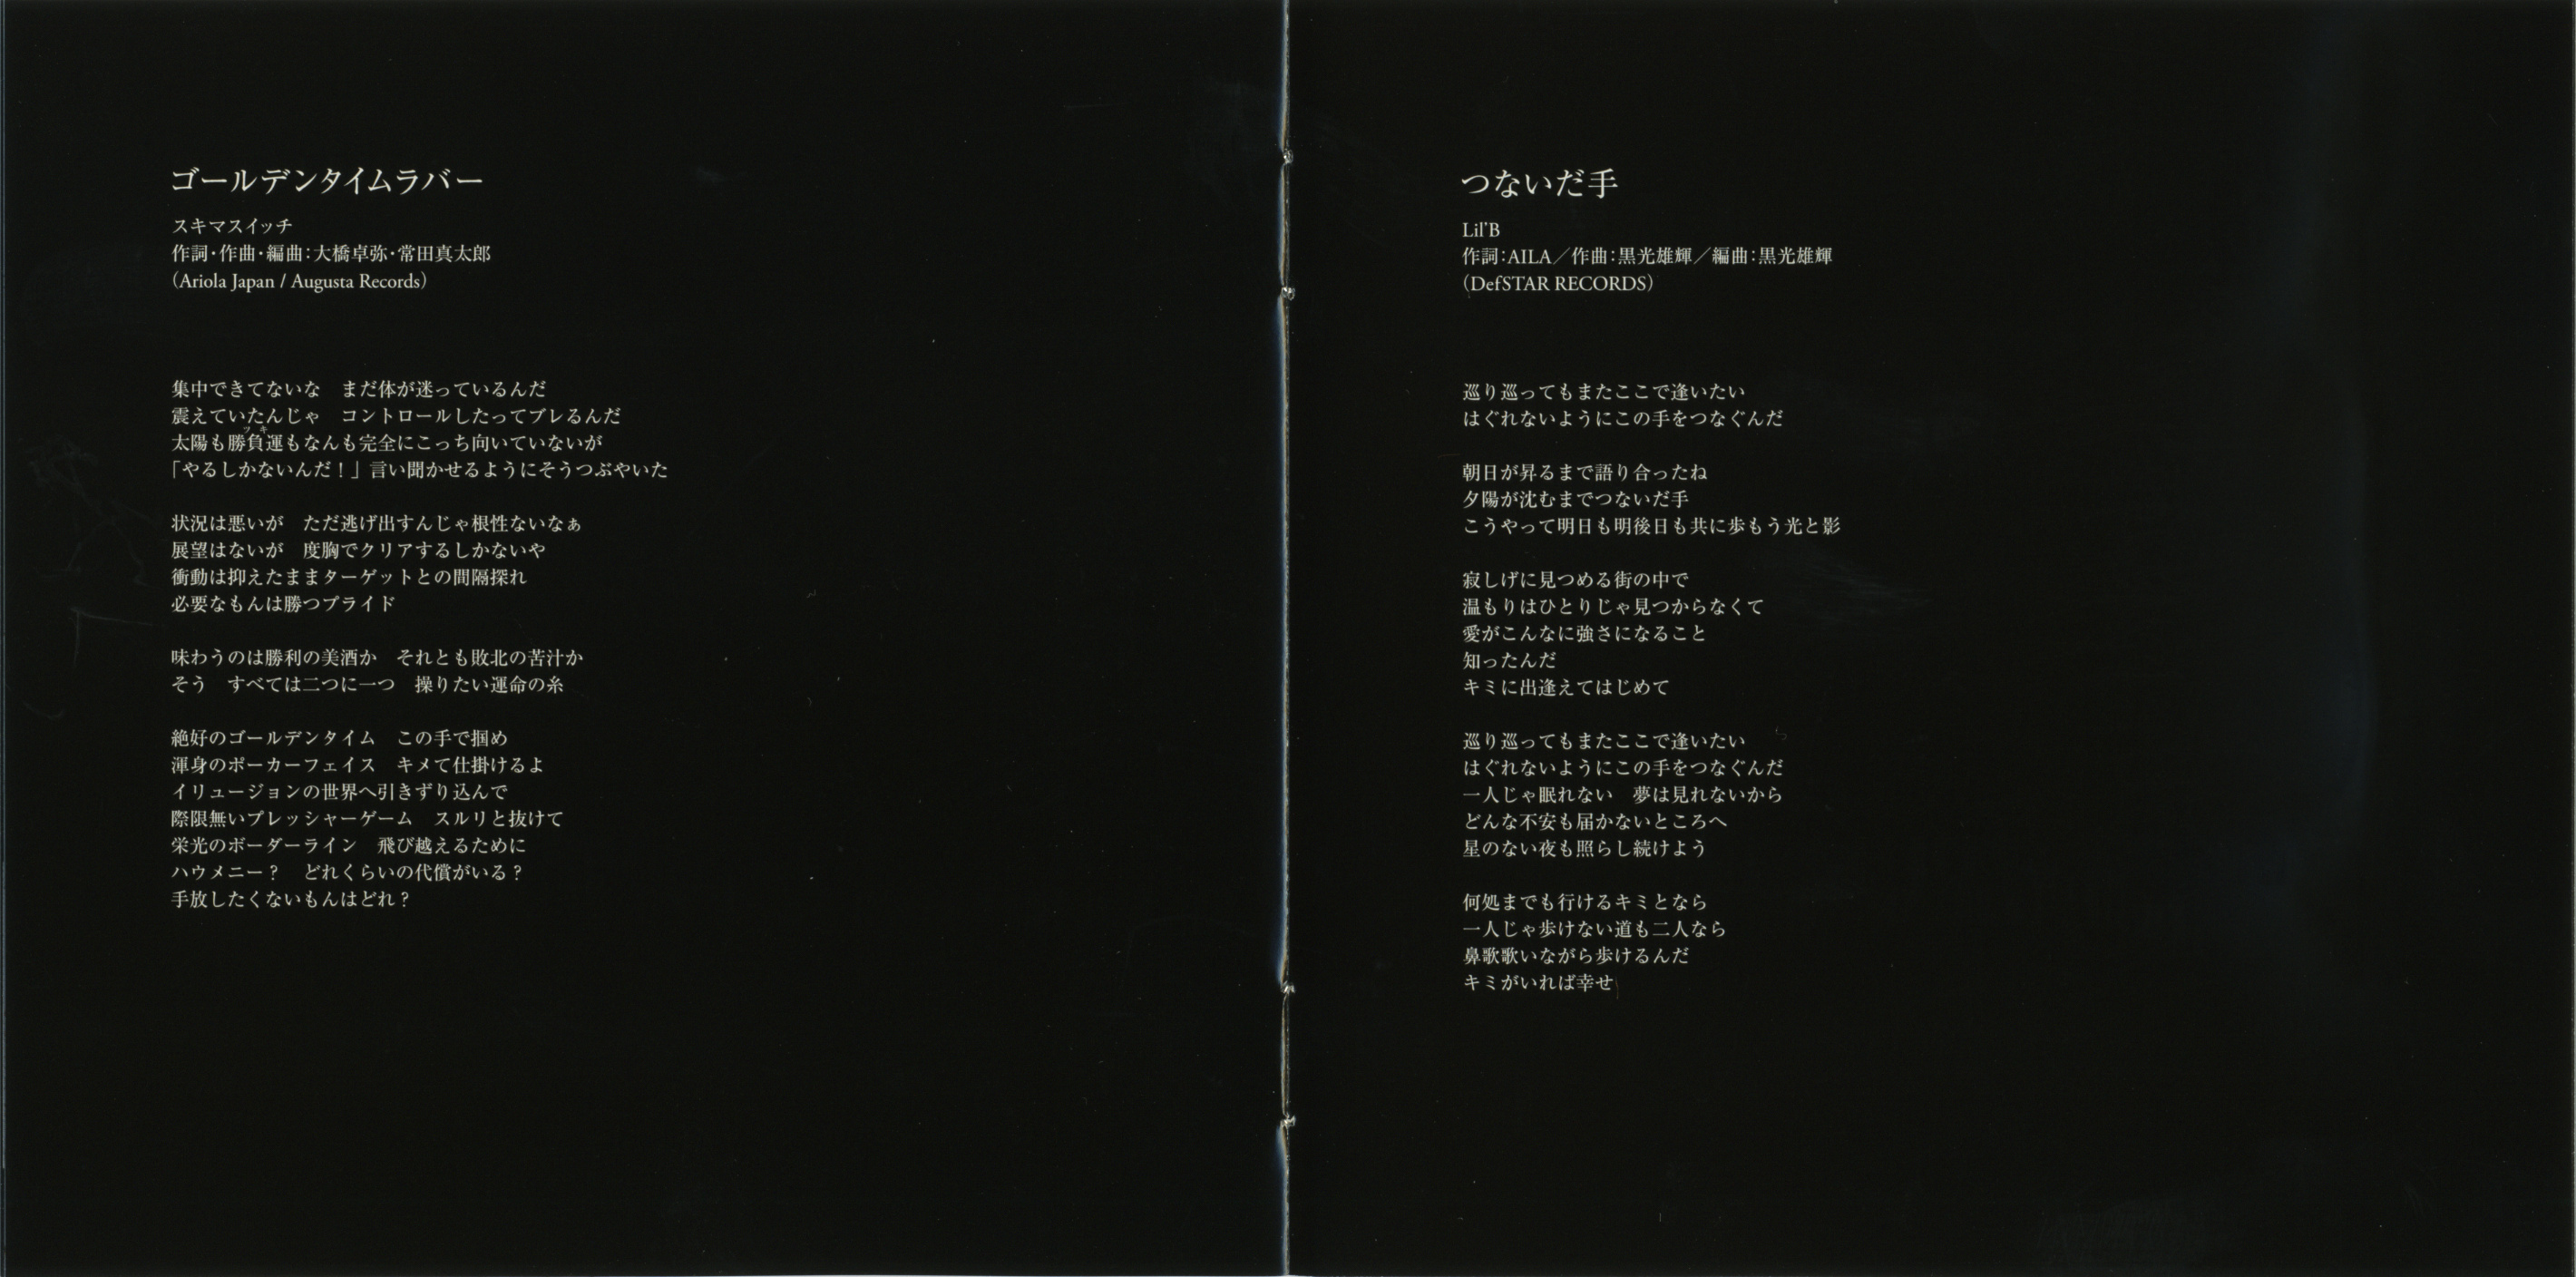 ゴールデンタイムラバー
スキマスイッチ
作詞・作曲・編曲：大橋卓弥・常田真太郎
（Ariola Japan / Augusta Records）
集中できてないな　まだ体が迷っているんだ
震えていたんじゃ　コントロールしたってブレるんだ
ツキ
太陽も勝負運もなんも完全にこっち向いていないが
「やるしかないんだ！」言い聞かせるようにそうつぶやいた
状況は悪いが　ただ逃げ出すんじゃ根性ないなぁ
展望はないが　度胸でクリアするしかないや
衝動は抑えたままターゲットとの間隔探れ
必要なもんは勝つプライド
味わうのは勝利の美酒か　それとも敗北の苦汁か
そう　すべては二つに一つ　操りたい運命の糸
絶好のゴールデンタイム　この手で掴め
渾身のポーカーフェイス　キメて仕掛けるよ
イリュージョンの世界へ引きずり込んで
際限無いプレッシャーゲーム　スルリと抜けて
栄光のボーダーライン　飛び越えるために
ハウメニー？　どれくらいの代償がいる？
手放したくないもんはどれ？
つないだ手
Lil'B
作詞：AILA／作曲：黒光雄輝／編曲：黒光雄輝
（DefSTAR RECORDS）
巡り巡ってもまたここで逢いたい
はぐれないようにこの手をつなぐんだ
朝日が昇るまで語り合ったね
夕陽が沈むまでつないだ手
こうやって明日も明後日も共に歩もう光と影
寂しげに見つめる街の中で
温もりはひとりじゃ見つからなくて
愛がこんなに強さになること
知ったんだ
キミに出逢えてはじめて
巡り巡ってもまたここで逢いたい
はぐれないようにこの手をつなぐんだ
一人じゃ眠れない　夢は見れないから
どんな不安も届かないところへ
星のない夜も照らし続けよう
何処までも行けるキミとなら
一人じゃ歩けない道も二人なら
鼻歌歌いながら歩けるんだ
キミがいれば幸せ